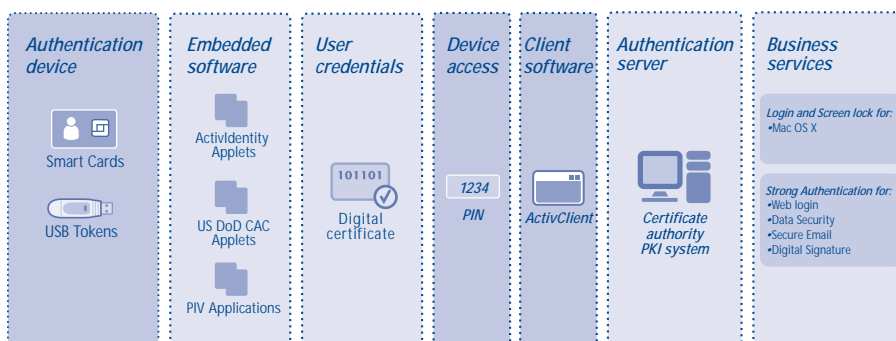 Authentication
device
Smart Cards
USB Tokens
Embedded
software
ActivIdentity
Applets
US DoD CAC
Applets
PIV Applications
User
credentials
101101
Digital
certificate
Device
access
1234
PIN
Client
software
ActivClient
Authentication
server
Certificate
authority
PKI system
Business
services
Login and Screen lock for:
•Mac OS X
Strong Authentication for:
•Web login
•Data Security
•Secure Email
•Digital Signature